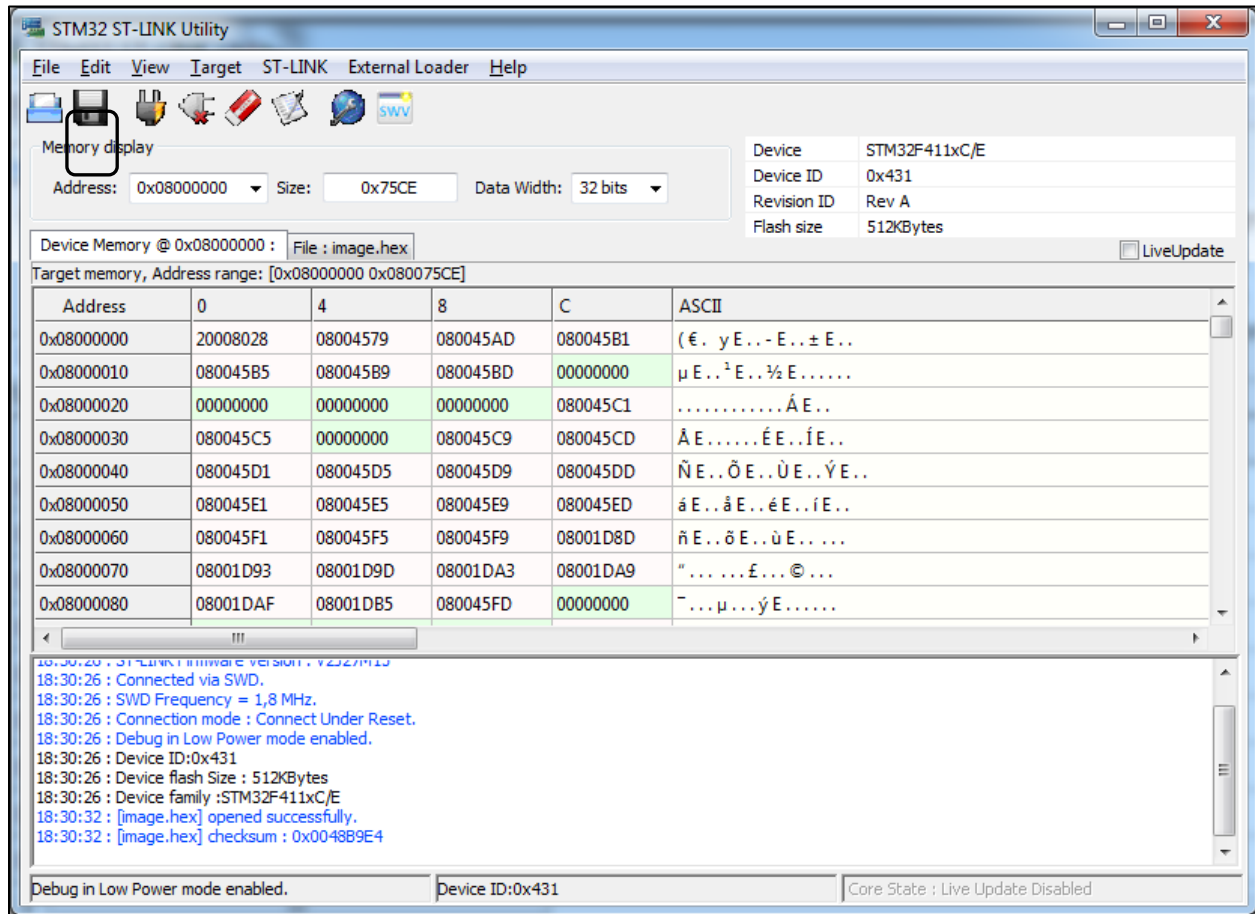 STM32 ST-LINK Utility
File Edit View Target ST-LINK External Loader Help
SWV
Memory display
Address: 0x08000000 Size: 0x75CE Data Width: 32 bits
Device STM32F411xC/E
Device ID 0x431
Revision ID Rev A
Flash size 512KBytes
Device Memory @ 0x08000000 : File : image.hex LiveUpdate
Target memory, Address range: [0x08000000 0x080075CE]
Address 0 4 8 C ASCII
0x08000000 20008028 08004579 080045AD 080045B1 (€. yE..-E..±E..
0x08000010 080045B5 080045B9 080045BD 00000000 µE..¹E..½E......
0x08000020 00000000 00000000 00000000 080045C1 ............ÁE..
0x08000030 080045C5 00000000 080045C9 080045CD ÅE......ÉE..ÍE..
0x08000040 080045D1 080045D5 080045D9 080045DD ÑE..ÕE..ÙE..ÝE..
0x08000050 080045E1 080045E5 080045E9 080045ED áE..åE..éE..íE..
0x08000060 080045F1 080045F5 080045F9 08001D8D ñE..õE..ùE.. ...
0x08000070 08001D93 08001D9D 08001DA3 08001DA9 “... ...£...©...
0x08000080 08001DAF 08001DB5 080045FD 00000000 ¯...µ...ýE......
18:30:26 : ST-LINK Firmware version : V2J27M15
18:30:26 : Connected via SWD.
18:30:26 : SWD Frequency = 1,8 MHz.
18:30:26 : Connection mode : Connect Under Reset.
18:30:26 : Debug in Low Power mode enabled.
18:30:26 : Device ID:0x431
18:30:26 : Device flash Size : 512KBytes
18:30:26 : Device family :STM32F411xC/E
18:30:32 : [image.hex] opened successfully.
18:30:32 : [image.hex] checksum : 0x0048B9E4
Debug in Low Power mode enabled. Device ID:0x431 Core State : Live Update Disabled